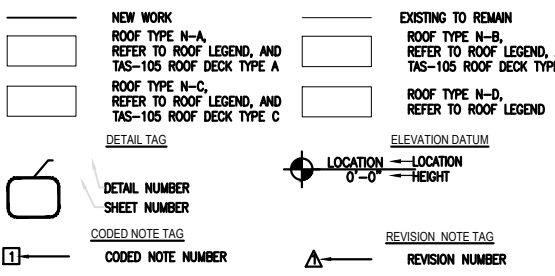 NEW WORK
EXISTING TO REMAIN
ROOF TYPE N-A,
REFER TO ROOF LEGEND, AND
TAS-105 ROOF DECK TYPE A
ROOF TYPE N-B,
REFER TO ROOF LEGEND,
TAS-105 ROOF DECK TYPE
ROOF TYPE N-C,
REFER TO ROOF LEGEND, AND
TAS-105 ROOF DECK TYPE C
ROOF TYPE N-D,
REFER TO ROOF LEGEND
DETAIL TAG
DETAIL NUMBER
SHEET NUMBER
ELEVATION DATUM
LOCATION LOCATION
0'-0" HEIGHT
CODED NOTE TAG
1 CODED NOTE NUMBER
REVISION NOTE TAG
1 REVISION NUMBER